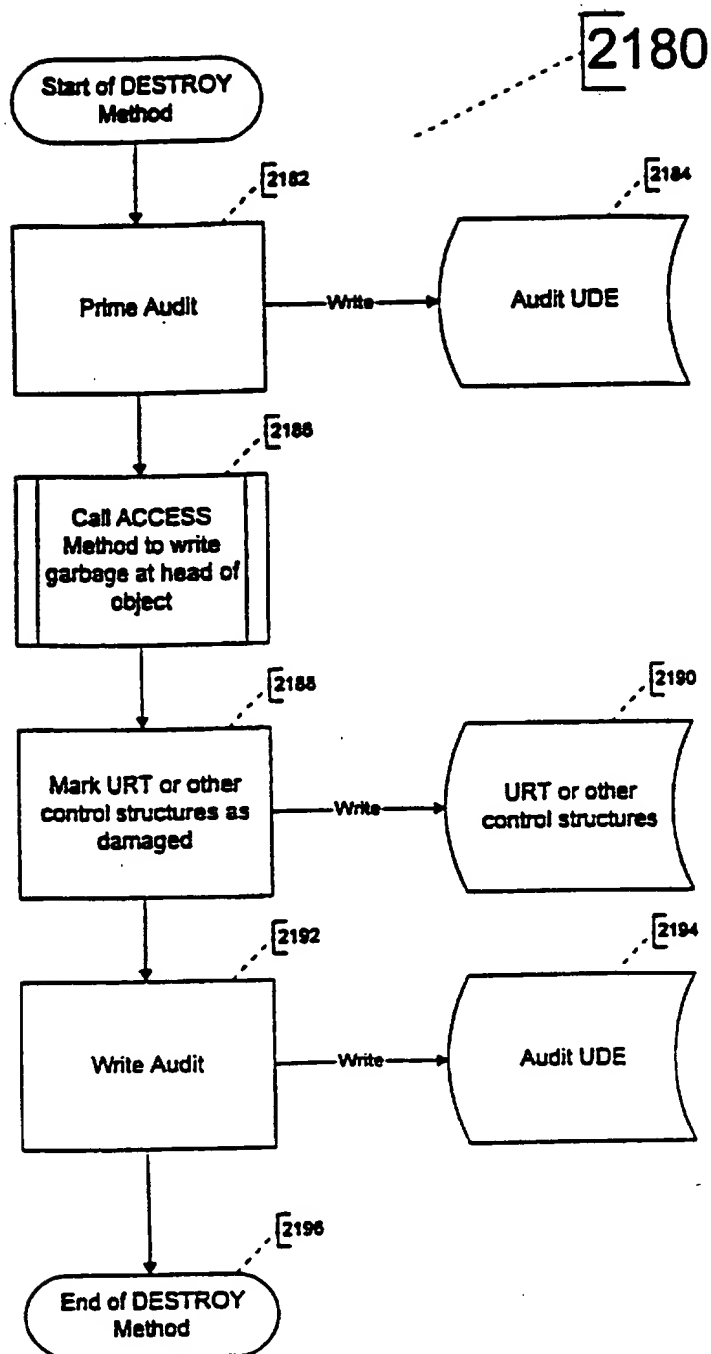 2180
Start of DESTROY
Method
2182
2184
Prime Audit
Write
Audit UDE
2186
Call ACCESS
Method to write
garbage at head of
object
2188
2190
Mark URT or other
control structures as
damaged
Write
URT or other
control structures
2192
2194
Write Audit
Write
Audit UDE
2196
End of DESTROY
Method